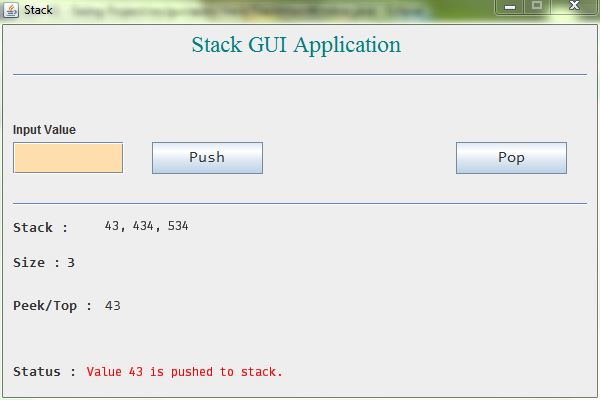 Stack
Stack GUI Application
Input Value
Push Pop
Stack : 43, 434, 534
Size : 3
Peek/Top : 43
Status : Value 43 is pushed to stack.